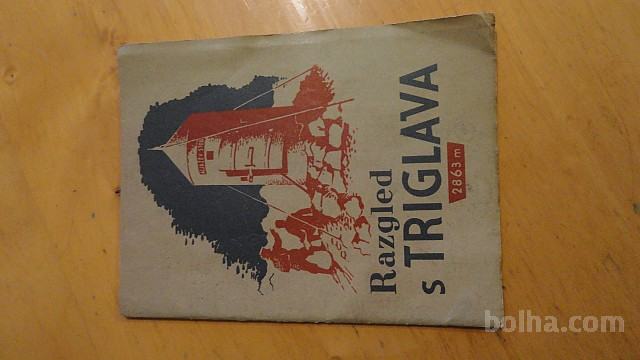 Razgled
s TRIGLAVA
2863 m
bolha.com